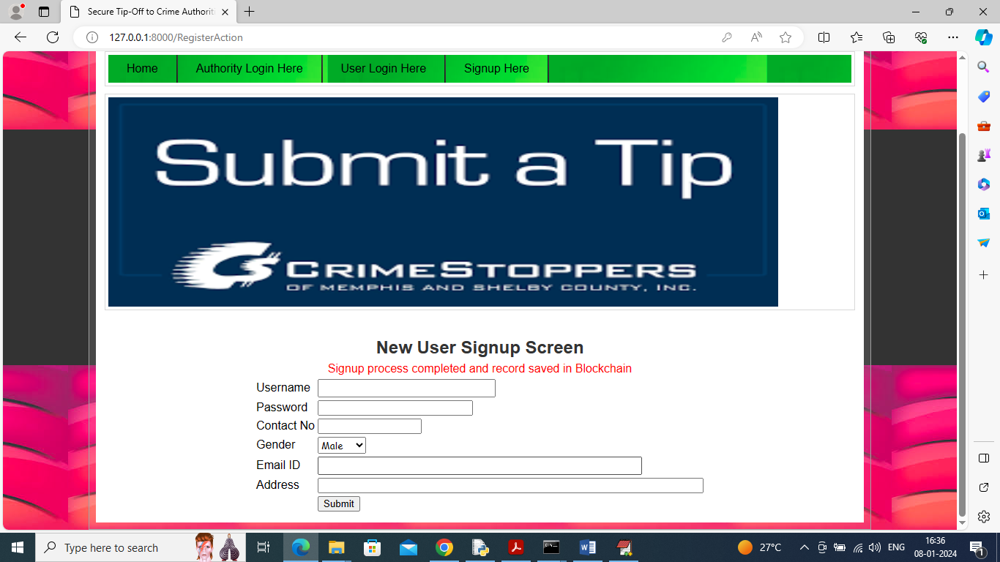 Secure Tip-Off to Crime Authorit
127.0.0.1:8000/RegisterAction
Home Authority Login Here User Login Here Signup Here
Submit a Tip
CRIMESTOPPERS
OF MEMPHIS AND SHELBY COUNTY, INC.
New User Signup Screen
Signup process completed and record saved in Blockchain
Username
Password
Contact No
Gender Male
Email ID
Address
Submit
Type here to search
27°C ENG 16:36
08-01-2024 1